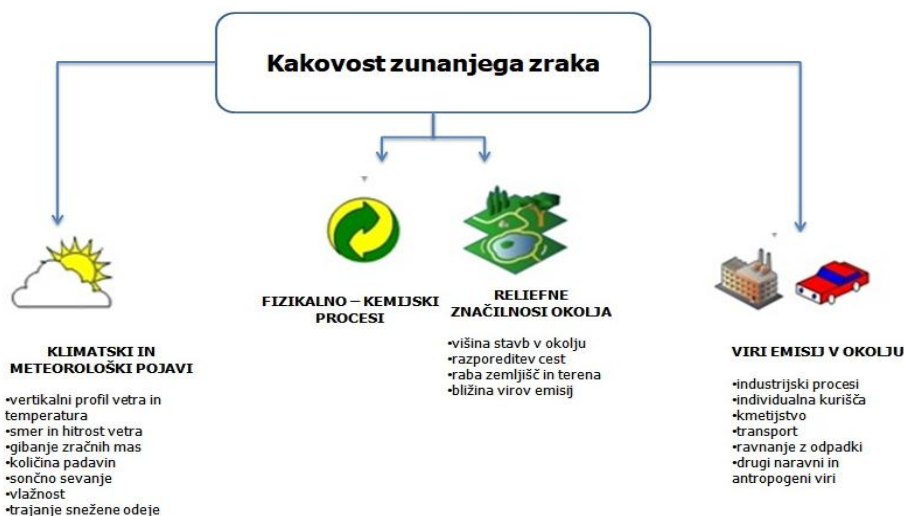 Kakovost zunanjega zraka
KLIMATSKI IN
METEOROLOŠKI POJAVI
•vertikalni profil vetra in
temperatura
•smer in hitrost vetra
•gibanje zračnih mas
•količina padavin
•sončno sevanje
•vlažnost
•trajanje snežene odeje
FIZIKALNO – KEMIJSKI
PROCESI
RELIEFNE
ZNAČILNOSI OKOLJA
•višina stavb v okolju
•razporeditev cest
•raba zemljišč in terena
•bližina virov emisij
VIRI EMISIJ V OKOLJU
•industrijski procesi
•individualna kurišča
•kmetijstvo
•transport
•ravnanje z odpadki
•drugi naravni in
antropogeni viri